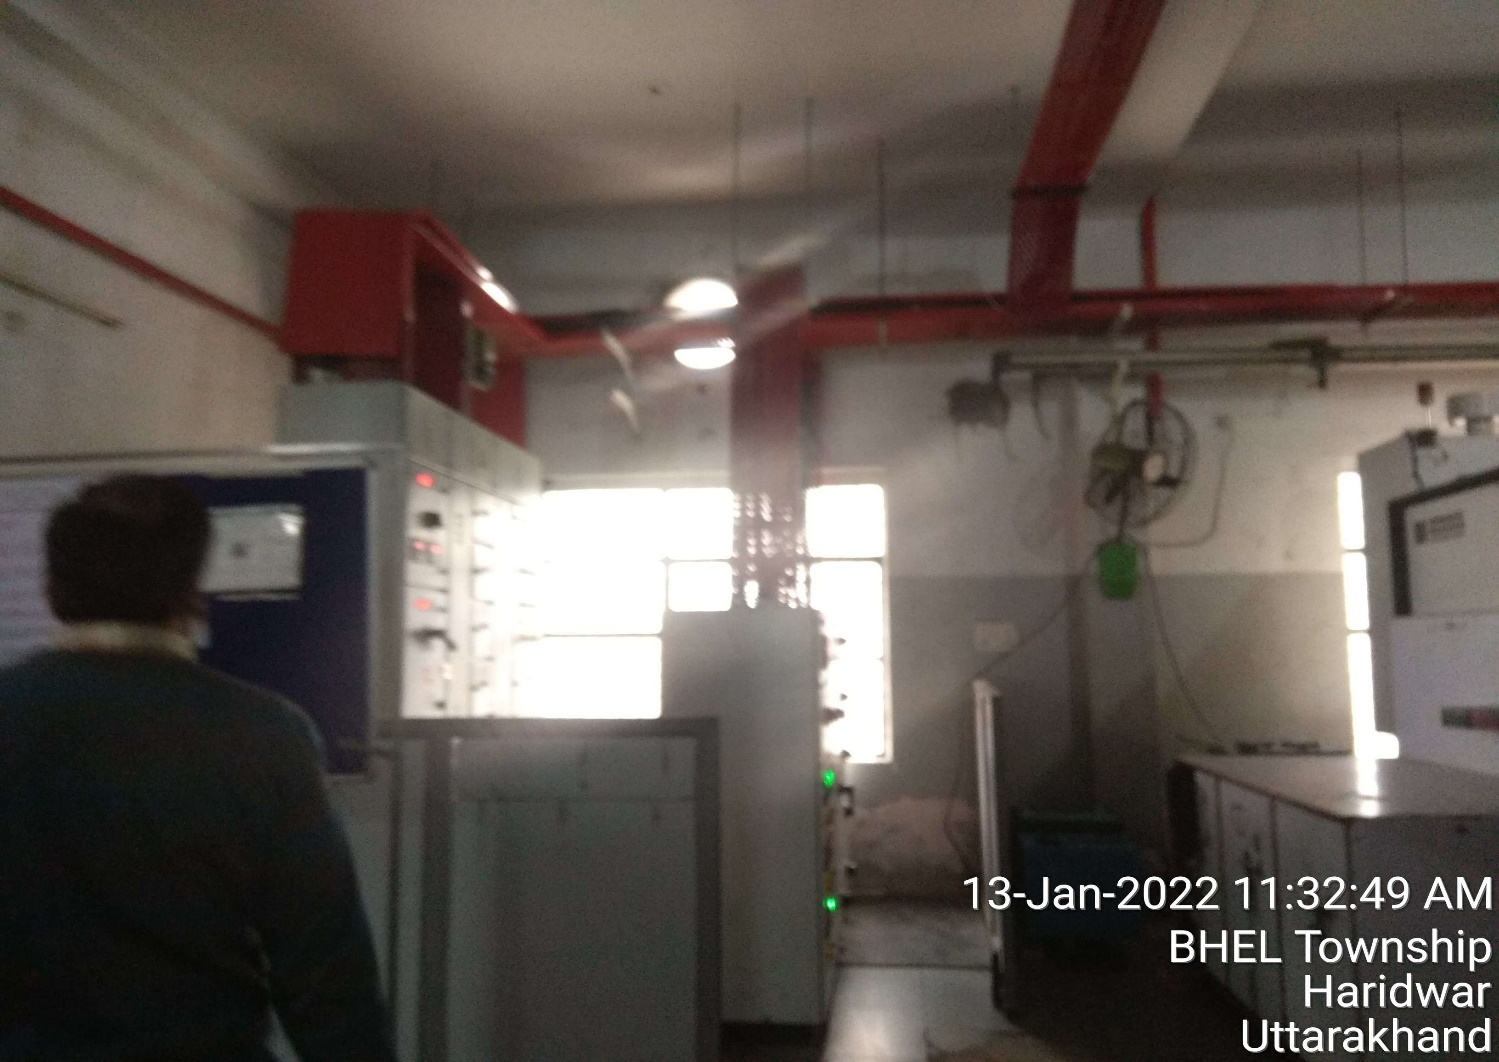 13-Jan-2022 11:32:49 AM
BHEL Township
Haridwar
Uttarakhand